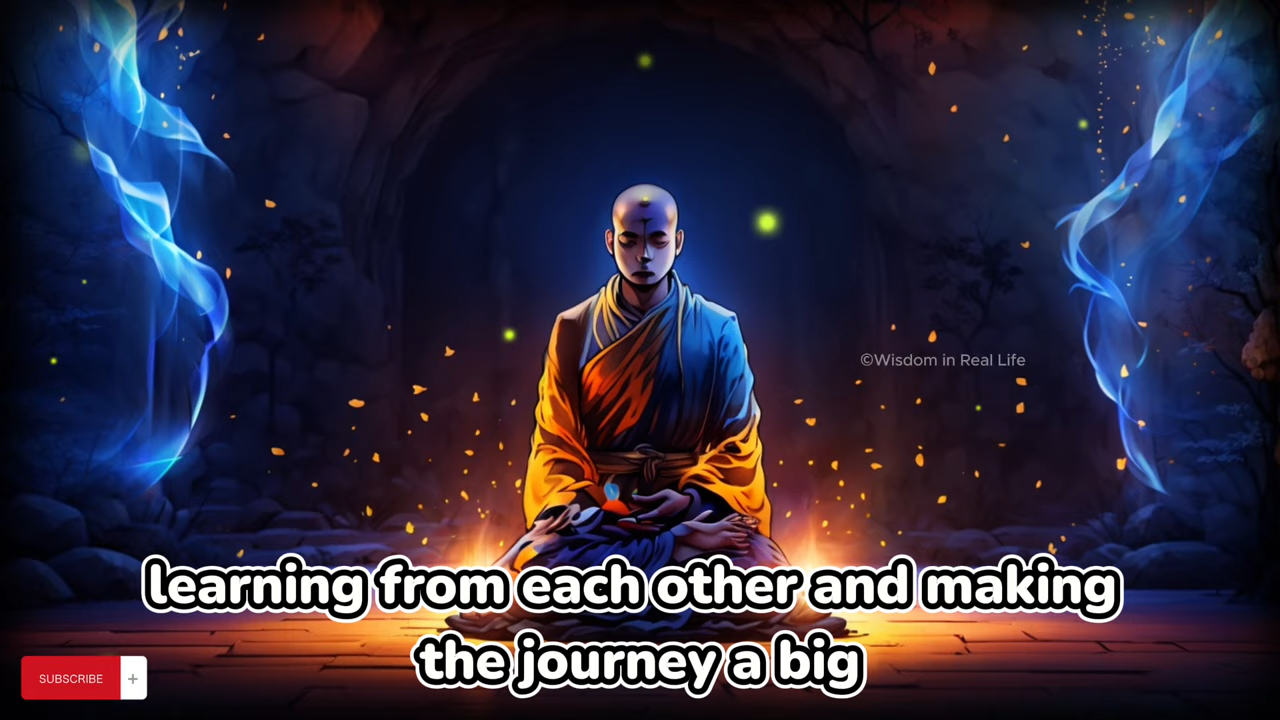 ©Wisdom in Real Life
learning from each other and making
the journey a big
SUBSCRIBE +